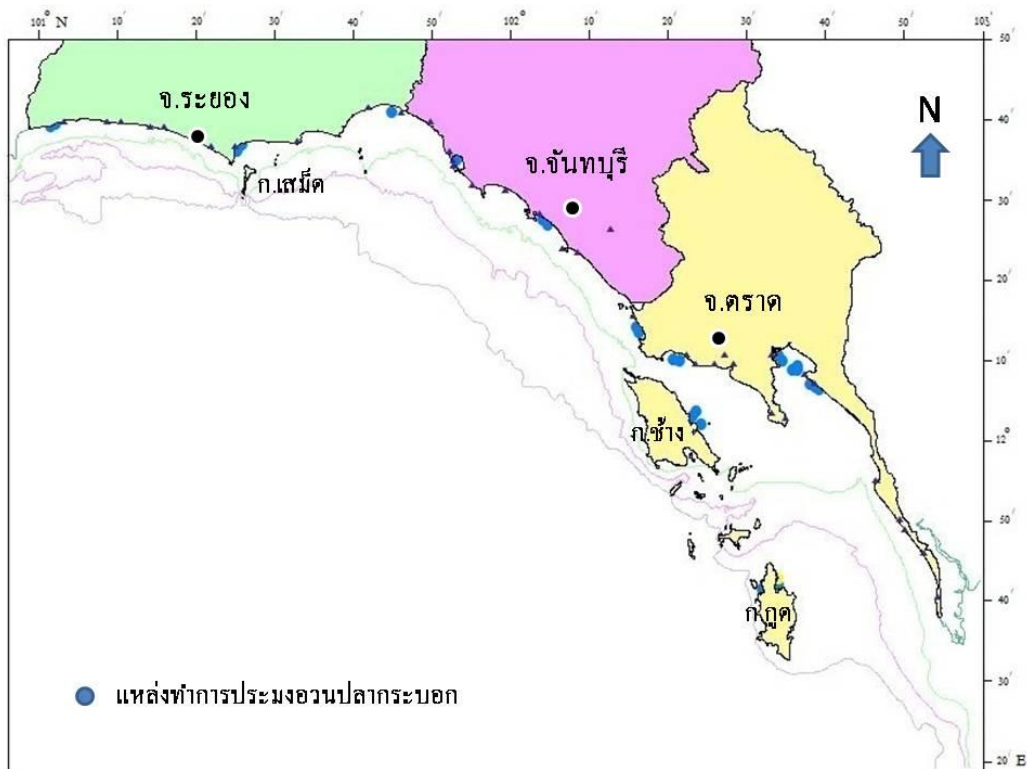 101° N 10′ 20′ 30′ 40′ 50′ 102° 10′ 20′ 30′ 40′ 50′ 103
50′
จ.ระยอง
N
40′
จ.จันทบุรี
ก.เสม็ด
30′
20′
จ.ตราด
10′
ก.ช้าง
12°
50′
40′
ก.กูด
30′
แหล่งทำการประมงอวนปลากระบอก
20′ E